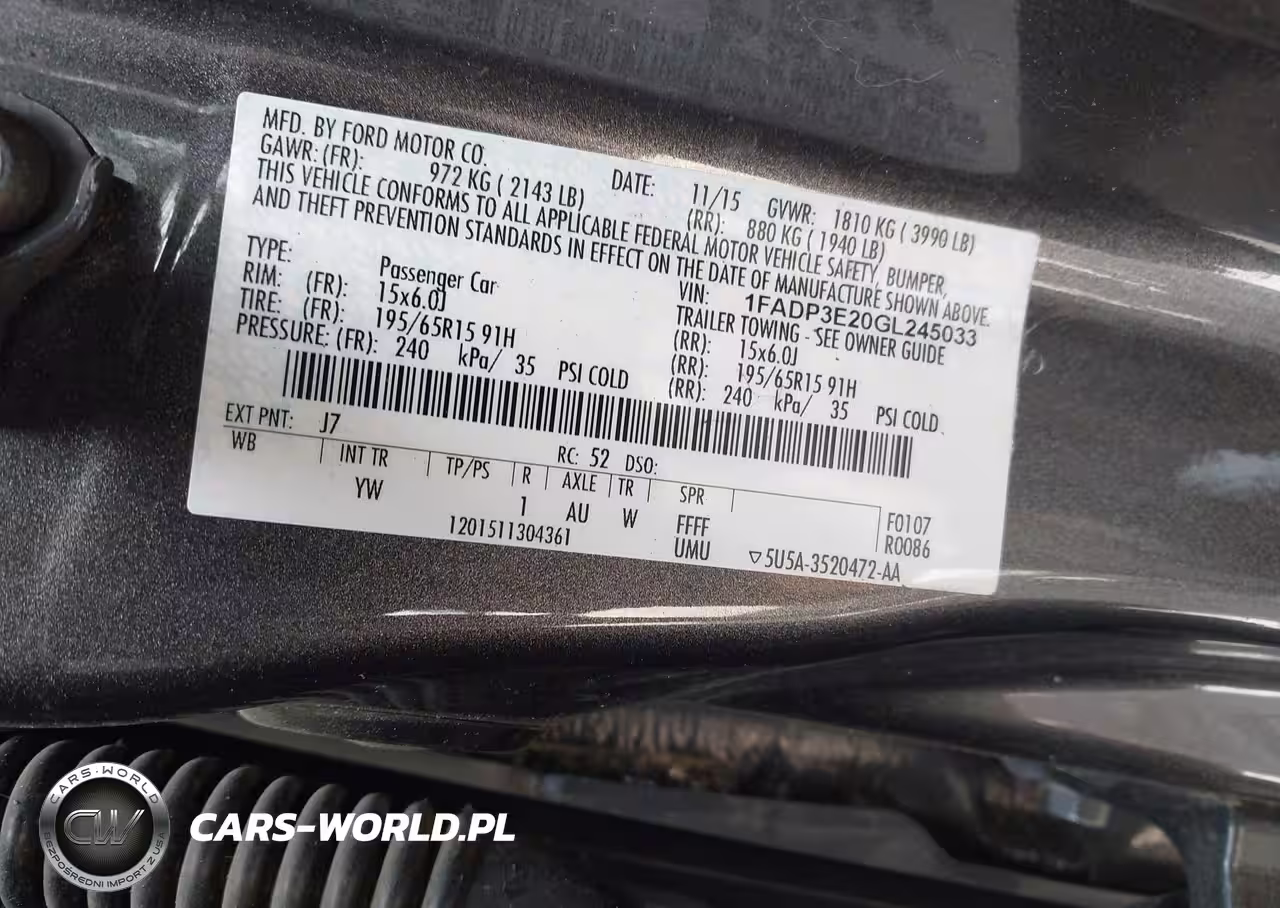 MFD. BY FORD MOTOR CO. DATE: 11/15 GVWR: 1810 KG ( 3990 LB)
GAWR: (FR): 972 KG ( 2143 LB) (RR): 880 KG ( 1940 LB)
THIS VEHICLE CONFORMS TO ALL APPLICABLE FEDERAL MOTOR VEHICLE SAFETY, BUMPER,
AND THEFT PREVENTION STANDARDS IN EFFECT ON THE DATE OF MANUFACTURE SHOWN ABOVE.
VIN: 1FADP3E20GL245033
TYPE: Passenger Car TRAILER TOWING - SEE OWNER GUIDE
RIM: (FR): 15x6.0J (RR): 15x6.0J
TIRE: (FR): 195/65R15 91H (RR): 195/65R15 91H
PRESSURE: (FR): 240 kPa/ 35 PSI COLD (RR): 240 kPa/ 35 PSI COLD
EXT PNT: J7 RC: 52 DSO:
WB INT TR TP/PS R AXLE TR SPR
YW 1 AU W FFFF F0107
1201511304361 UMU R0086
▽5U5A-3520472-AA
CARS-WORLD
CW
BEZPOŚREDNI IMPORT Z USA
CARS-WORLD.PL